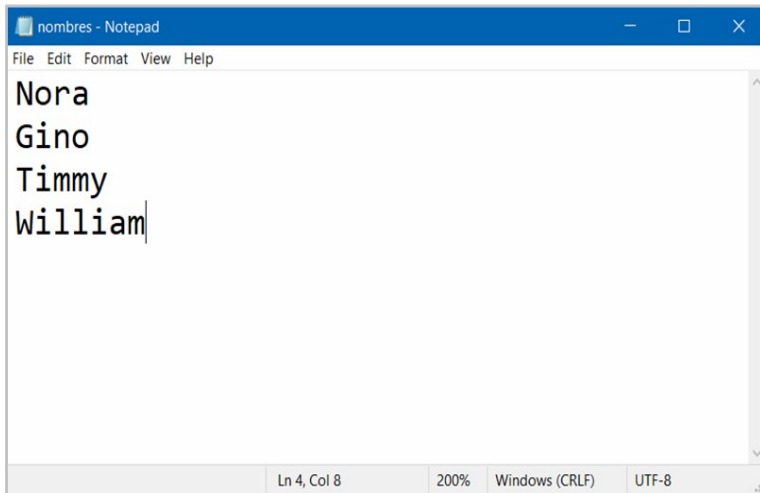 nombres - Notepad
File Edit Format View Help
Nora
Gino
Timmy
William
Ln 4, Col 8 200% Windows (CRLF) UTF-8